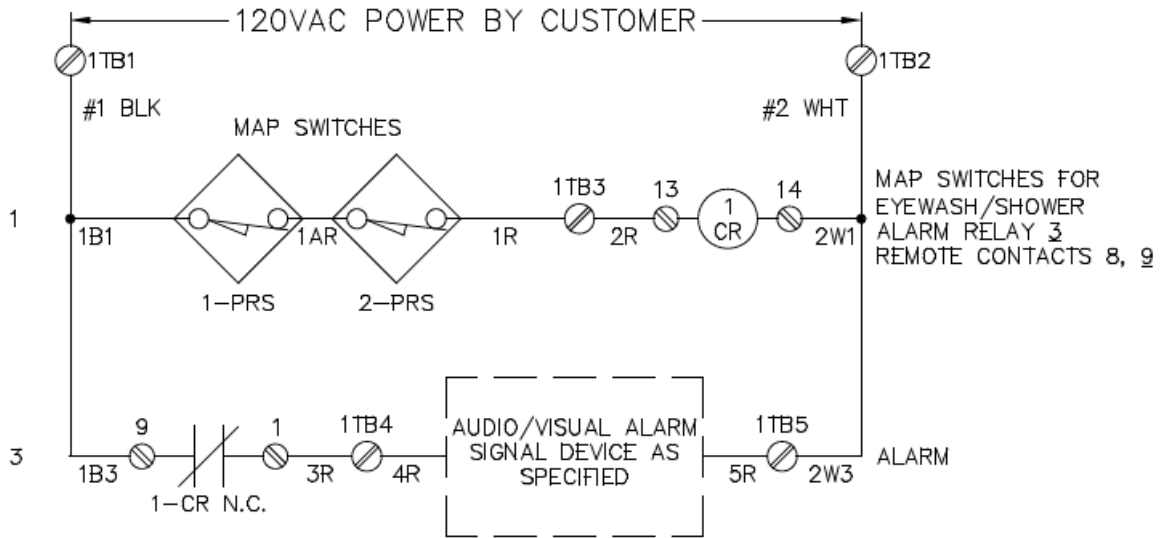 120VAC POWER BY CUSTOMER
1TB1
1TB2
#1 BLK
#2 WHT
MAP SWITCHES
1
1B1
1AR
1R
1TB3
2R
13
1
CR
14
2W1
1-PRS
2-PRS
MAP SWITCHES FOR
EYEWASH/SHOWER
ALARM RELAY 3
REMOTE CONTACTS 8, 9
3
1B3
9
1-CR N.C.
1
3R
1TB4
4R
AUDIO/VISUAL ALARM
SIGNAL DEVICE AS
SPECIFIED
5R
1TB5
2W3
ALARM